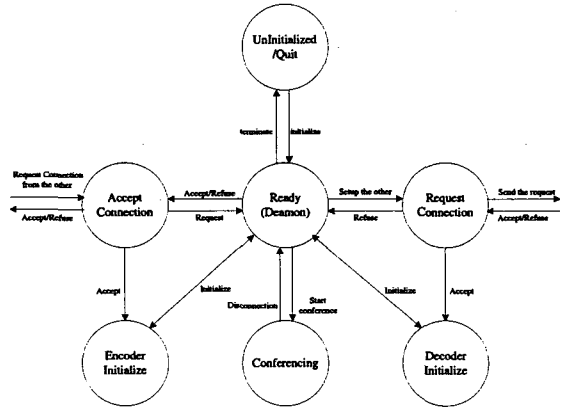 UnInitialized
/Quit
terminate
initialize
Request Connection
from the other
Accept/Refuse
Accept
Connection
Accept/Refuse
Request
Ready
(Deamon)
Setup the other
Refuse
Request
Connection
Send the request
Accept/Refuse
Accept
Initialize
Disconnection
Start
conference
Initialize
Accept
Encoder
Initialize
Conferencing
Decoder
Initialize